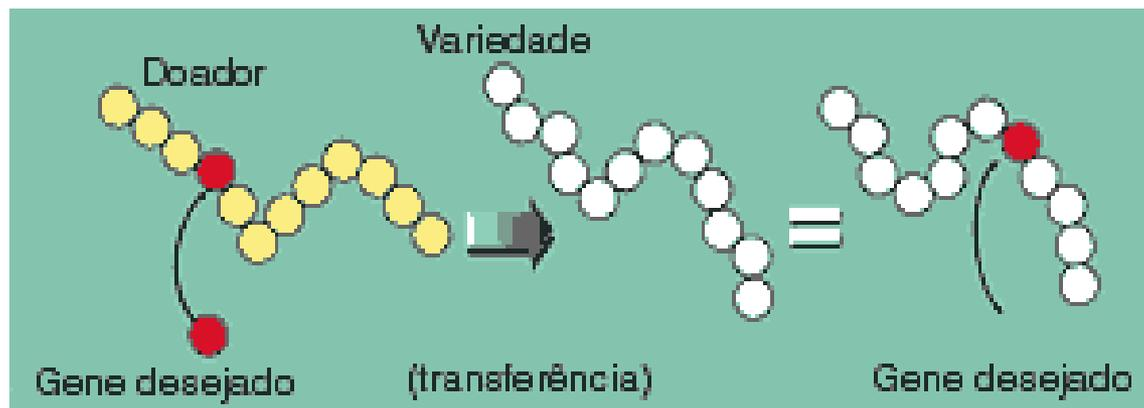 Doador
Variedade
Gene desejado
(transferência)
Gene desejado